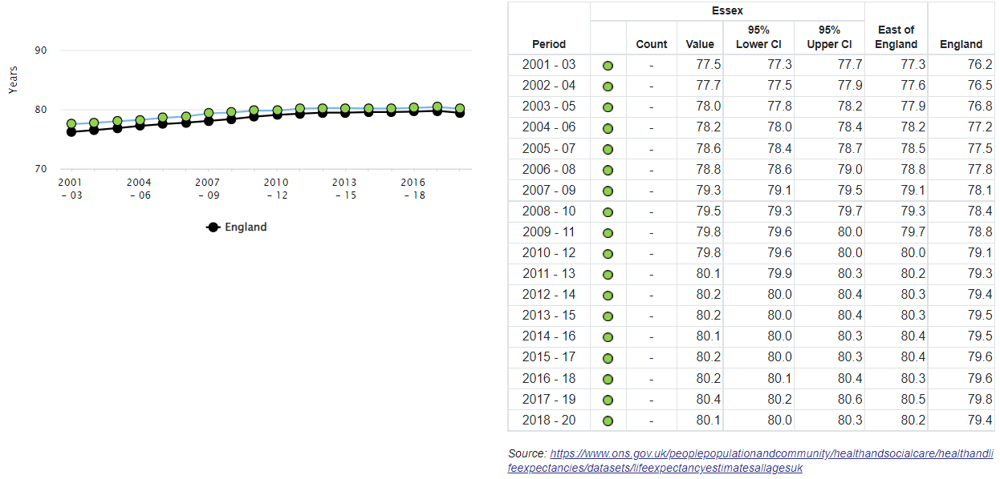 90
Years
80
70
2001 2004 2007 2010 2013 2016
– 03 – 06 – 09 – 12 – 15 – 18
England
Essex
95% 95% East of
Period Count Value Lower CI Upper CI England England
2001 - 03 - 77.5 77.3 77.7 77.3 76.2
2002 - 04 - 77.7 77.5 77.9 77.6 76.5
2003 - 05 - 78.0 77.8 78.2 77.9 76.8
2004 - 06 - 78.2 78.0 78.4 78.2 77.2
2005 - 07 - 78.6 78.4 78.7 78.5 77.5
2006 - 08 - 78.8 78.6 79.0 78.8 77.8
2007 - 09 - 79.3 79.1 79.5 79.1 78.1
2008 - 10 - 79.5 79.3 79.7 79.3 78.4
2009 - 11 - 79.8 79.6 80.0 79.7 78.8
2010 - 12 - 79.8 79.6 80.0 80.0 79.1
2011 - 13 - 80.1 79.9 80.3 80.2 79.3
2012 - 14 - 80.2 80.0 80.4 80.3 79.4
2013 - 15 - 80.2 80.0 80.4 80.3 79.5
2014 - 16 - 80.1 80.0 80.3 80.4 79.5
2015 - 17 - 80.2 80.0 80.3 80.4 79.6
2016 - 18 - 80.2 80.1 80.4 80.3 79.6
2017 - 19 - 80.4 80.2 80.6 80.5 79.8
2018 - 20 - 80.1 80.0 80.3 80.2 79.4
Source: https://www.ons.gov.uk/peoplepopulationandcommunity/healthandsocialcare/healthandli
feexpectancies/datasets/lifeexpectancyestimatesallagesuk